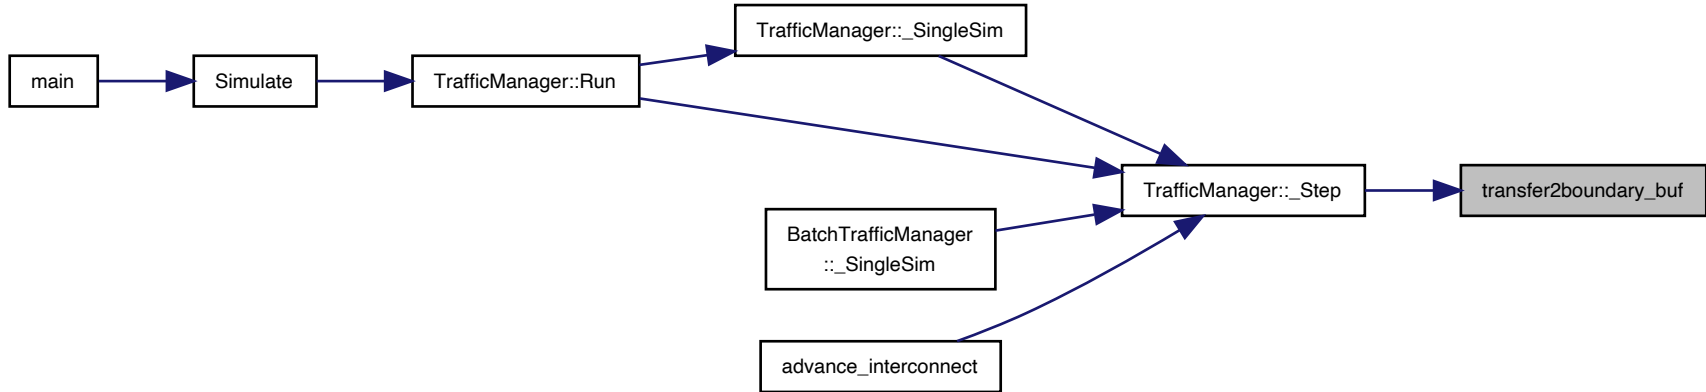 TrafficManager::_SingleSim
main
Simulate
TrafficManager::Run
TrafficManager::_Step
transfer2boundary_buf
BatchTrafficManager
::_SingleSim
advance_interconnect